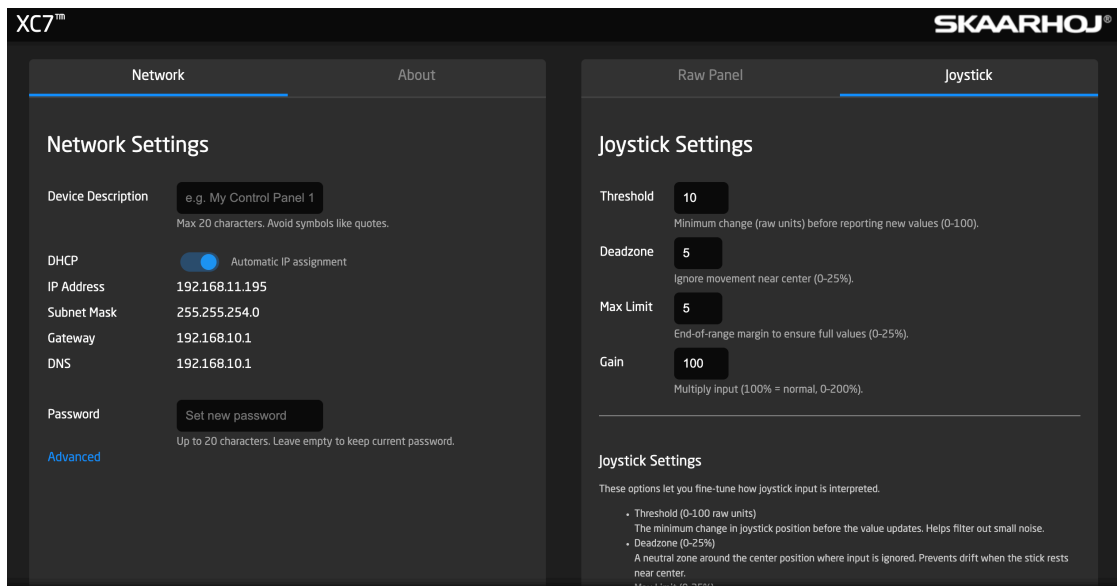 XC7™
SKAARHOJ®
Network
About
Network Settings
Device Description
e.g. My Control Panel 1
Max 20 characters. Avoid symbols like quotes.
DHCP
Automatic IP assignment
IP Address
192.168.11.195
Subnet Mask
255.255.254.0
Gateway
192.168.10.1
DNS
192.168.10.1
Password
Set new password
Up to 20 characters. Leave empty to keep current password.
Advanced
Raw Panel
Joystick
Joystick Settings
Threshold
10
Minimum change (raw units) before reporting new values (0-100).
Deadzone
5
Ignore movement near center (0-25%).
Max Limit
5
End-of-range margin to ensure full values (0-25%).
Gain
100
Multiply input (100% = normal, 0-200%).
Joystick Settings
These options let you fine-tune how joystick input is interpreted.
• Threshold (0-100 raw units)
The minimum change in joystick position before the value updates. Helps filter out small noise.
• Deadzone (0-25%)
A neutral zone around the center position where input is ignored. Prevents drift when the stick rests
near center.